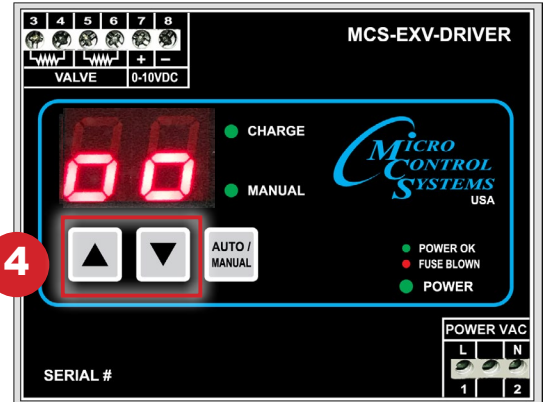 3 4 5 6 7 8
+ −
VALVE 0-10VDC
MCS-EXV-DRIVER
oo
CHARGE
MANUAL
MICRO
CONTROL
SYSTEMS
USA
4
AUTO /
MANUAL
POWER OK
FUSE BLOWN
POWER
POWER VAC
L N
1 2
SERIAL #